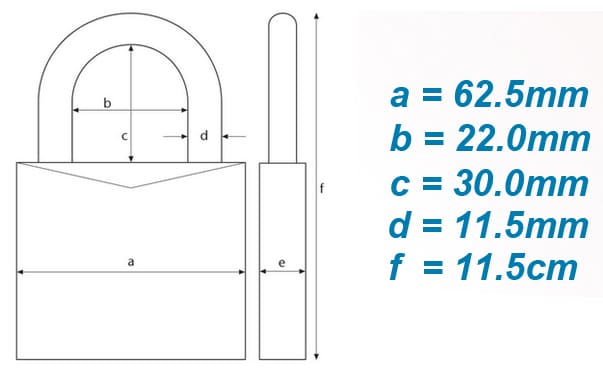 b
c
d
f
a
e
a = 62.5mm
b = 22.0mm
c = 30.0mm
d = 11.5mm
f = 11.5cm